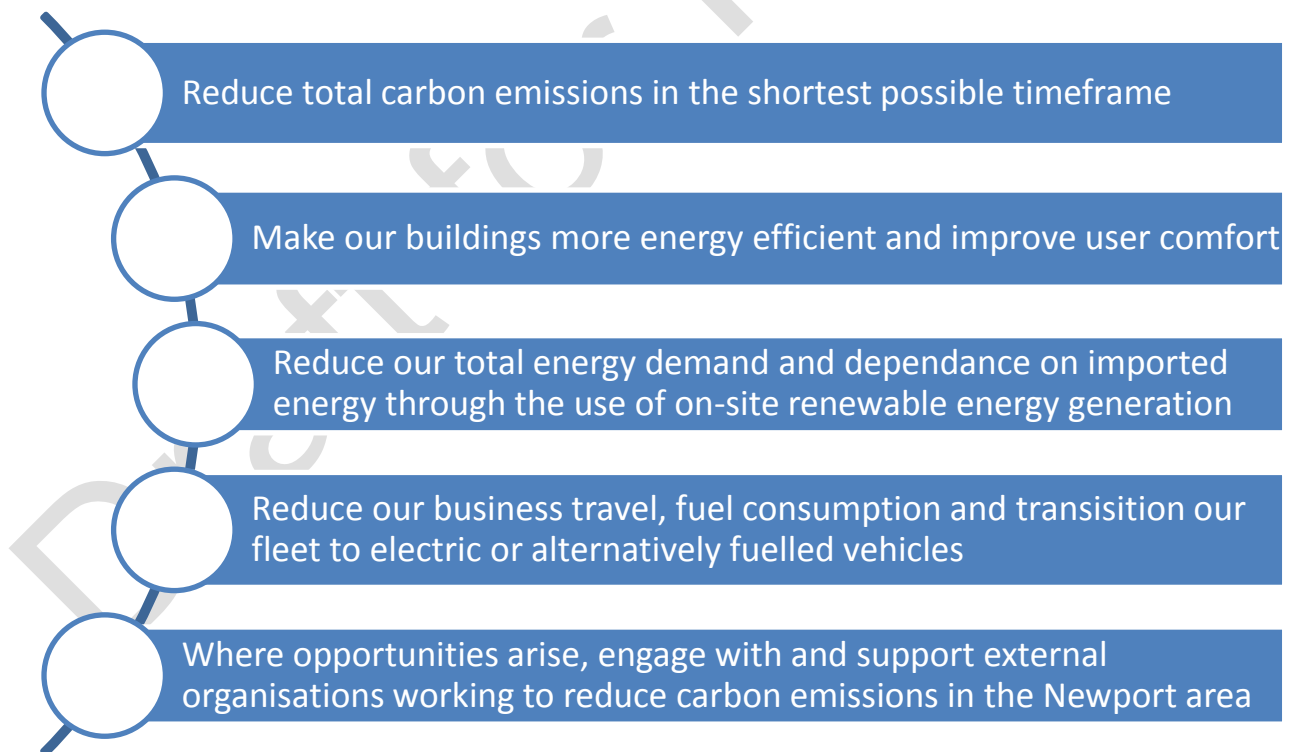 Reduce total carbon emissions in the shortest possible timeframe
Make our buildings more energy efficient and improve user comfort
Reduce our total energy demand and dependance on imported
energy through the use of on-site renewable energy generation
Reduce our business travel, fuel consumption and transisition our
fleet to electric or alternatively fuelled vehicles
Where opportunities arise, engage with and support external
organisations working to reduce carbon emissions in the Newport area